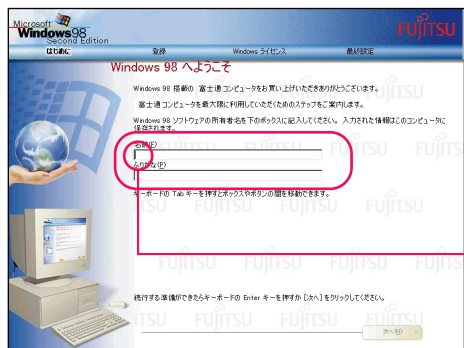 Microsoft
Windows98
Second Edition
FUJITSU
はじめに 登録 Windows ライセンス 最終設定
Windows 98 へようこそ
Windows 98 搭載の 富士通コンピュータをお買い上げいただきありがとうございます。
富士通コンピュータを最大限に利用していただくためのステップをご案内します。
Windows 98 ソフトウェアの所有者名を下のボックスに記入してください。 入力された情報はこのコンピュータに
保存されます。
名前(F)
ふりがな(P)
キーボードの Tab キーを押すとボックスやボタンの間を移動できます。
続行する準備ができたらキーボードの Enter キーを押すか [次へ] をクリックしてください。
次へ(N)